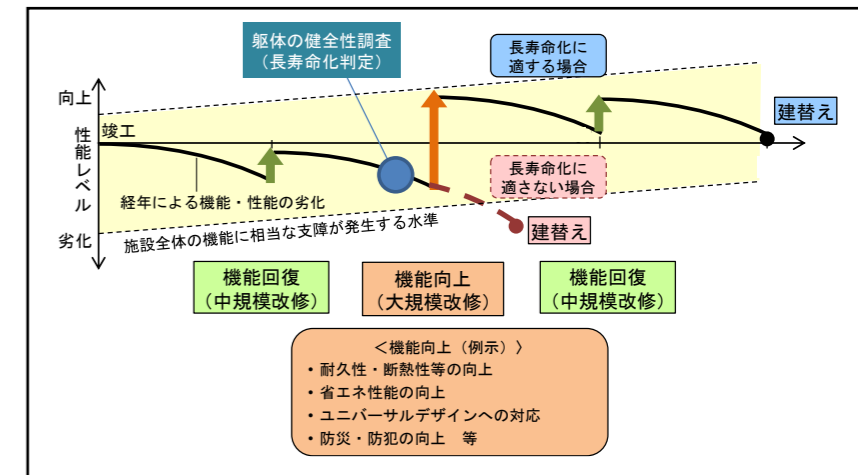 躯体の健全性調査
（長寿命化判定）
長寿命化に
適する場合
向上
性能レベル
劣化
竣工
建替え
長寿命化に
適さない場合
経年による機能・性能の劣化
施設全体の機能に相当な支障が発生する水準
建替え
機能回復
（中規模改修）
機能向上
（大規模改修）
機能回復
（中規模改修）
＜機能向上（例示）〉
・耐久性・断熱性等の向上
・省エネ性能の向上
・ユニバーサルデザインへの対応
・防災・防犯の向上　等